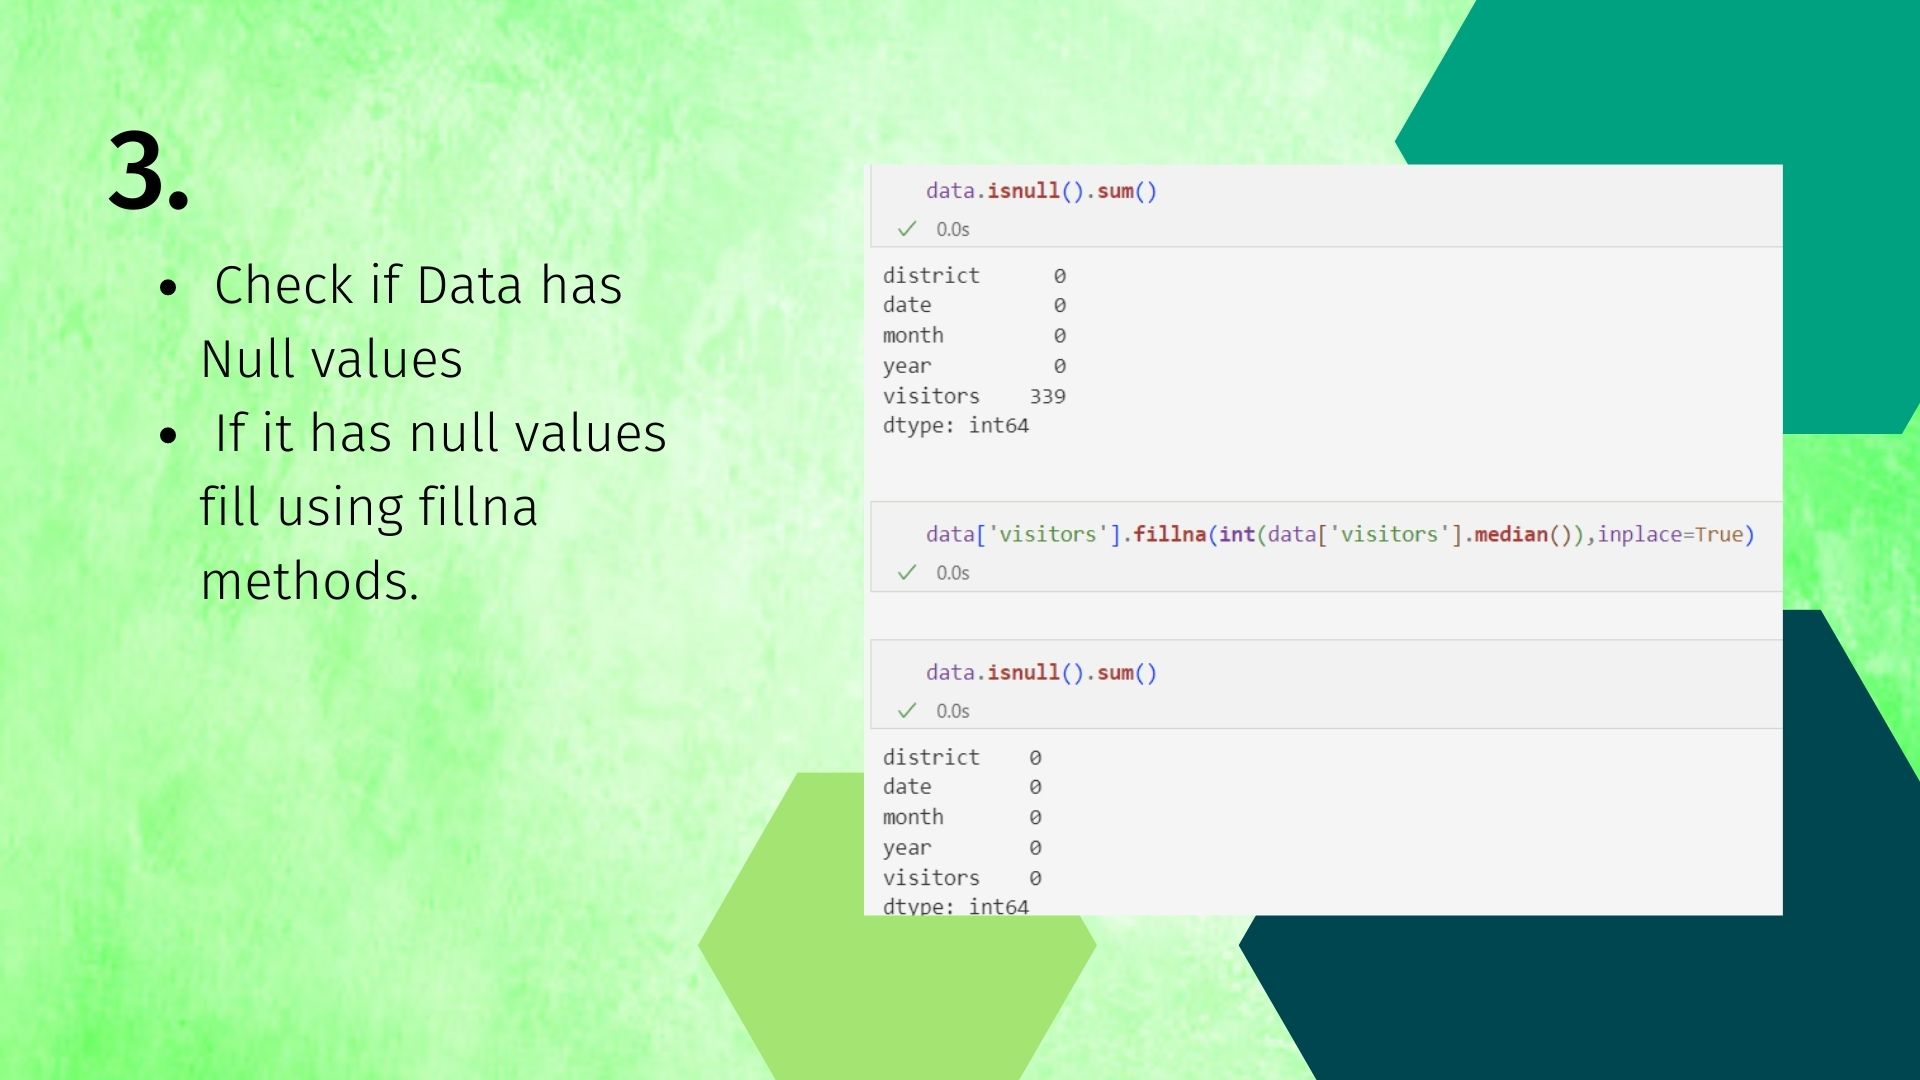 3.
• Check if Data has
Null values
• If it has null values
fill using fillna
methods.
data.isnull().sum()
✓ 0.0s
district 0
date 0
month 0
year 0
visitors 339
dtype: int64
data['visitors'].fillna(int(data['visitors'].median()),inplace=True)
✓ 0.0s
data.isnull().sum()
✓ 0.0s
district 0
date 0
month 0
year 0
visitors 0
dtype: int64